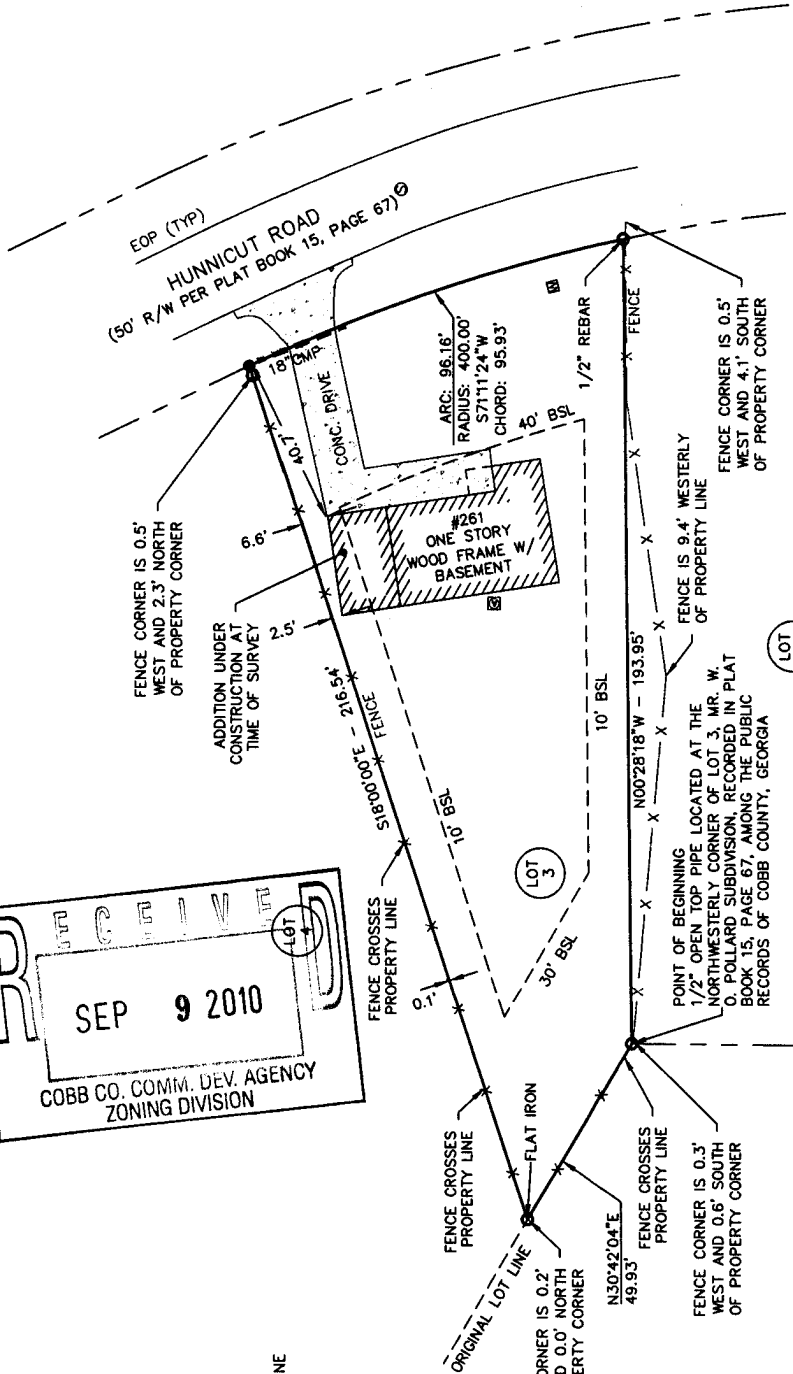 EOP (TYP)
HUNNICUT ROAD
(50' R/W PER PLAT BOOK 15, PAGE 67)
FENCE CORNER IS 0.5'
WEST AND 2.3' NORTH
OF PROPERTY CORNER
18"CMP
40.7'
CONC. DRIVE
ARC: 96.16'
RADIUS: 400.00'
S71°11'24"W
CHORD: 95.93'
1/2" REBAR
FENCE
FENCE CORNER IS 0.5'
WEST AND 4.1' SOUTH
OF PROPERTY CORNER
6.6'
ADDITION UNDER
CONSTRUCTION AT
TIME OF SURVEY
2.5'
#261
ONE STORY
WOOD FRAME W/
BASEMENT
40' BSL
FENCE IS 9.4' WESTERLY
OF PROPERTY LINE
S18°00'00"E - 216.54'
FENCE
10' BSL
10' BSL
N00°28'18"W - 193.95'
LOT
LOT
3
30' BSL
RECEIVED
SEP 9 2010
COBB CO. COMM. DEV. AGENCY
ZONING DIVISION
LOT
4
FENCE CROSSES
PROPERTY LINE
0.1'
POINT OF BEGINNING
1/2" OPEN TOP PIPE LOCATED AT THE
NORTHWESTERLY CORNER OF LOT 3, MR. W.
O. POLLARD SUBDIVISION, RECORDED IN PLAT
BOOK 15, PAGE 67, AMONG THE PUBLIC
RECORDS OF COBB COUNTY, GEORGIA
FENCE CROSSES
PROPERTY LINE
FLAT IRON
ORIGINAL LOT LINE
ORNER IS 0.2'
D 0.0' NORTH
ERTY CORNER
N30°42'04"E
49.93'
FENCE CROSSES
PROPERTY LINE
FENCE CORNER IS 0.3'
WEST AND 0.6' SOUTH
OF PROPERTY CORNER
NE